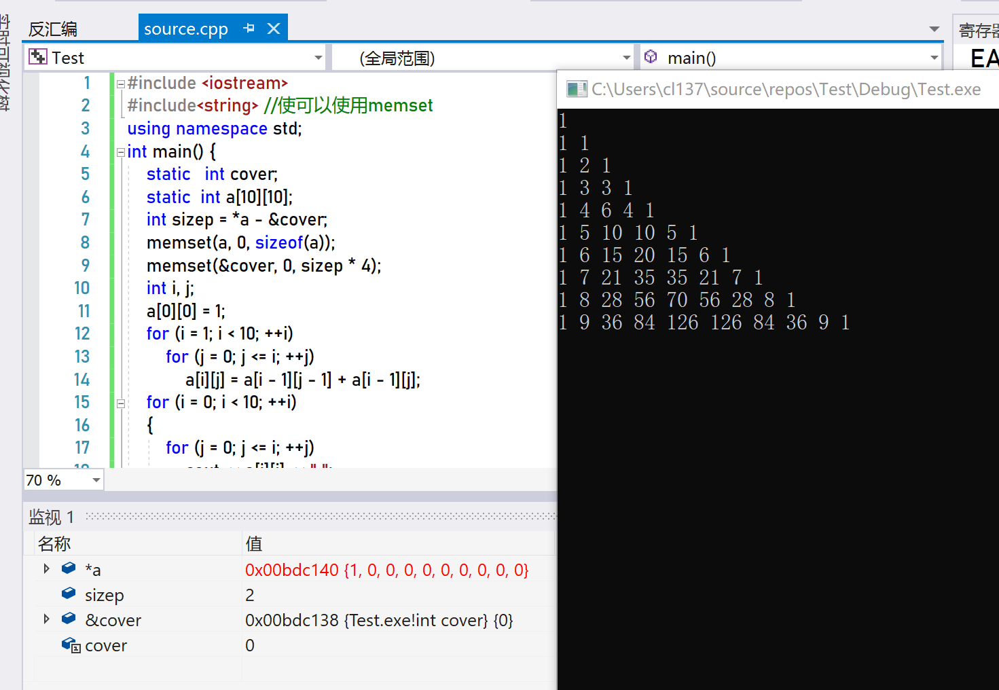 反汇编
source.cpp
寄存器
Test
(全局范围)
main()
EA
1 #include <iostream>
2 #include<string> //使可以使用memset
3 using namespace std;
4 int main() {
5 static int cover;
6 static int a[10][10];
7 int sizep = *a - &cover;
8 memset(a, 0, sizeof(a));
9 memset(&cover, 0, sizep * 4);
10 int i, j;
11 a[0][0] = 1;
12 for (i = 1; i < 10; ++i)
13 for (j = 0; j <= i; ++j)
14 a[i][j] = a[i - 1][j - 1] + a[i - 1][j];
15 for (i = 0; i < 10; ++i)
16 {
17 for (j = 0; j <= i; ++j)
70 %
C:\Users\cl137\source\repos\Test\Debug\Test.exe
1
1 1
1 2 1
1 3 3 1
1 4 6 4 1
1 5 10 10 5 1
1 6 15 20 15 6 1
1 7 21 35 35 21 7 1
1 8 28 56 70 56 28 8 1
1 9 36 84 126 126 84 36 9 1
监视 1
名称 值
*a 0x00bdc140 {1, 0, 0, 0, 0, 0, 0, 0, 0, 0}
sizep 2
&cover 0x00bdc138 {Test.exe!int cover} {0}
cover 0